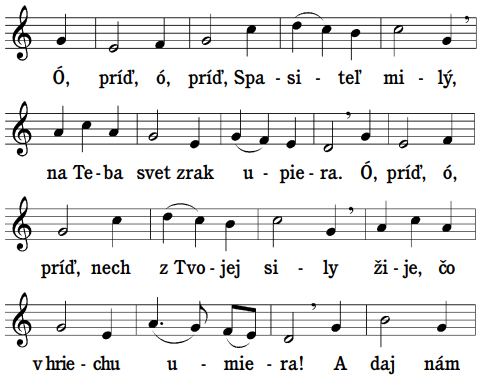 Ó, príď, ó, príď, Spa - si - teľ mi - lý,
na Te - ba svet zrak u - pie - ra. Ó, príď, ó,
príď, nech z Tvo - jej si - ly ži - je, čo
v hrie - chu u - mie - ra! A daj nám